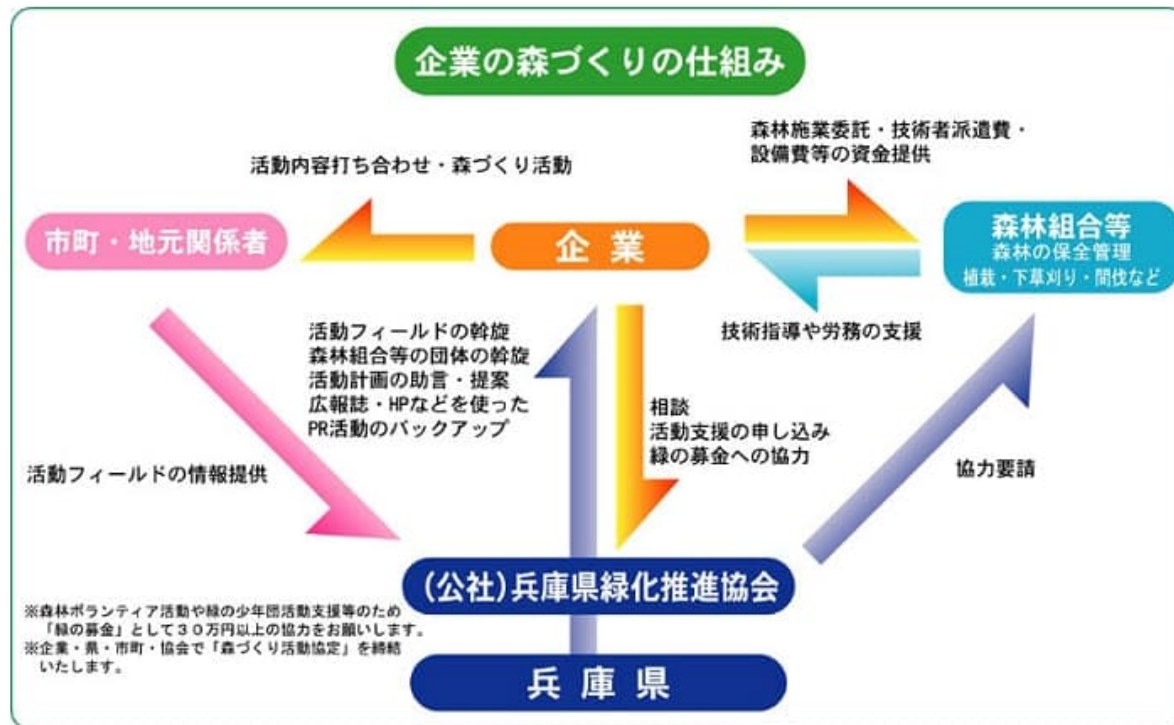 企業の森づくりの仕組み
森林施業委託・技術者派遣費・
設備費等の資金提供
活動内容打ち合わせ・森づくり活動
市町・地元関係者
企業
森林組合等
森林の保全管理
植栽・下草刈り・間伐など
技術指導や労務の支援
活動フィールドの斡旋
森林組合等の団体の斡旋
活動計画の助言・提案
広報誌・HPなどを使った
PR活動のバックアップ
相談
活動支援の申し込み
緑の募金への協力
活動フィールドの情報提供
協力要請
(公社)兵庫県緑化推進協会
※森林ボランティア活動や緑の少年団活動支援等のため
「緑の募金」として３０万円以上の協力をお願いします。
※企業・県・市町・協会で「森づくり活動協定」を締結
いたします。
兵庫県